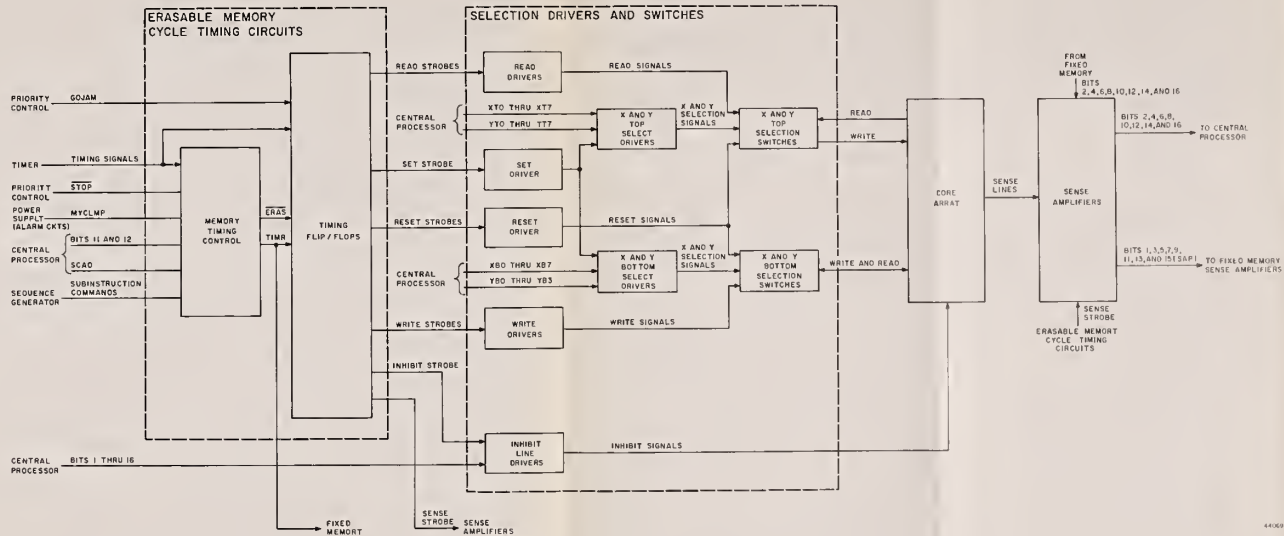 ERASABLE MEMORY
CYCLE TIMING CIRCUITS
SELECTION DRIVERS AND SWITCHES
PRIORITY
CONTROL
GOJAM
TIMER
TIMING SIGNALS
PRIORITY
CONTROL
STOP
POWER
SUPPLY
(ALARM CKTS)
MYCLMP
CENTRAL
PROCESSOR
BITS 11 AND 12
SCAD
SEQUENCE
GENERATOR
SUBINSTRUCTION
COMMANDS
MEMORY
TIMING
CONTROL
ERAS
TIMR
TIMING
FLIP / FLOPS
READ STROBES
READ
DRIVERS
READ SIGNALS
CENTRAL
PROCESSOR
XT0 THRU XT7
YT0 THRU YT7
X AND Y
TOP
SELECT
DRIVERS
X AND Y
SELECTION
SIGNALS
X AND Y
TOP
SELECTION
SWITCHES
READ
WRITE
SET STROBE
SET
DRIVER
RESET STROBES
RESET
DRIVER
RESET SIGNALS
CENTRAL
PROCESSOR
XB0 THRU XB7
YB0 THRU YB3
X AND Y
BOTTOM
SELECT
DRIVERS
X AND Y
SELECTION
SIGNALS
X AND Y
BOTTOM
SELECTION
SWITCHES
WRITE AND READ
WRITE STROBES
WRITE
DRIVERS
WRITE SIGNALS
INHIBIT STROBE
CENTRAL
PROCESSOR
BITS 1 THRU 16
INHIBIT
LINE
DRIVERS
INHIBIT SIGNALS
FIXED
MEMORY
SENSE
STROBE
SENSE
AMPLIFIERS
CORE
ARRAY
SENSE
LINES
FROM
FIXED
MEMORY
BITS
2,4,6,8,10,12,14, AND 16
SENSE
AMPLIFIERS
BITS 2,4,6,8,
10,12,14, AND 16
TO CENTRAL
PROCESSOR
BITS 1,3,5,7,9,
11,13, AND 15 (SAP)
TO FIXED MEMORY
SENSE AMPLIFIERS
SENSE
STROBE
ERASABLE MEMORY
CYCLE TIMING
CIRCUITS